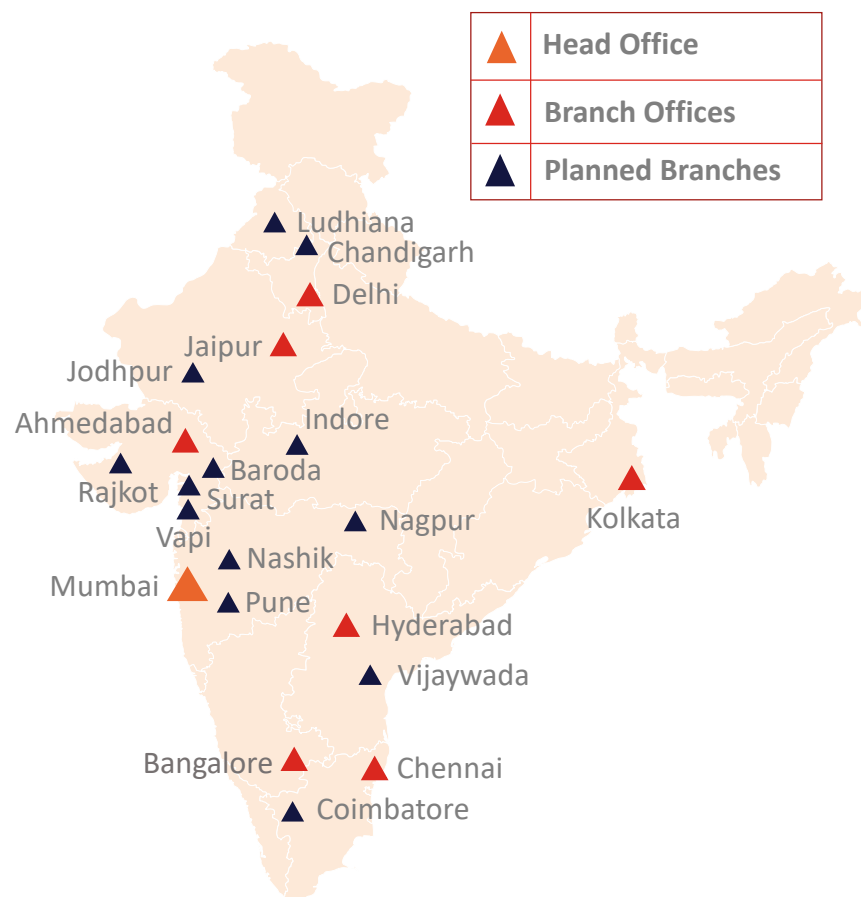 Head Office
Branch Offices
Planned Branches
Ludhiana
Chandigarh
Delhi
Jaipur
Jodhpur
Indore
Ahmedabad
Baroda
Rajkot
Surat
Kolkata
Nagpur
Vapi
Nashik
Mumbai
Pune
Hyderabad
Vijaywada
Bangalore
Chennai
Coimbatore